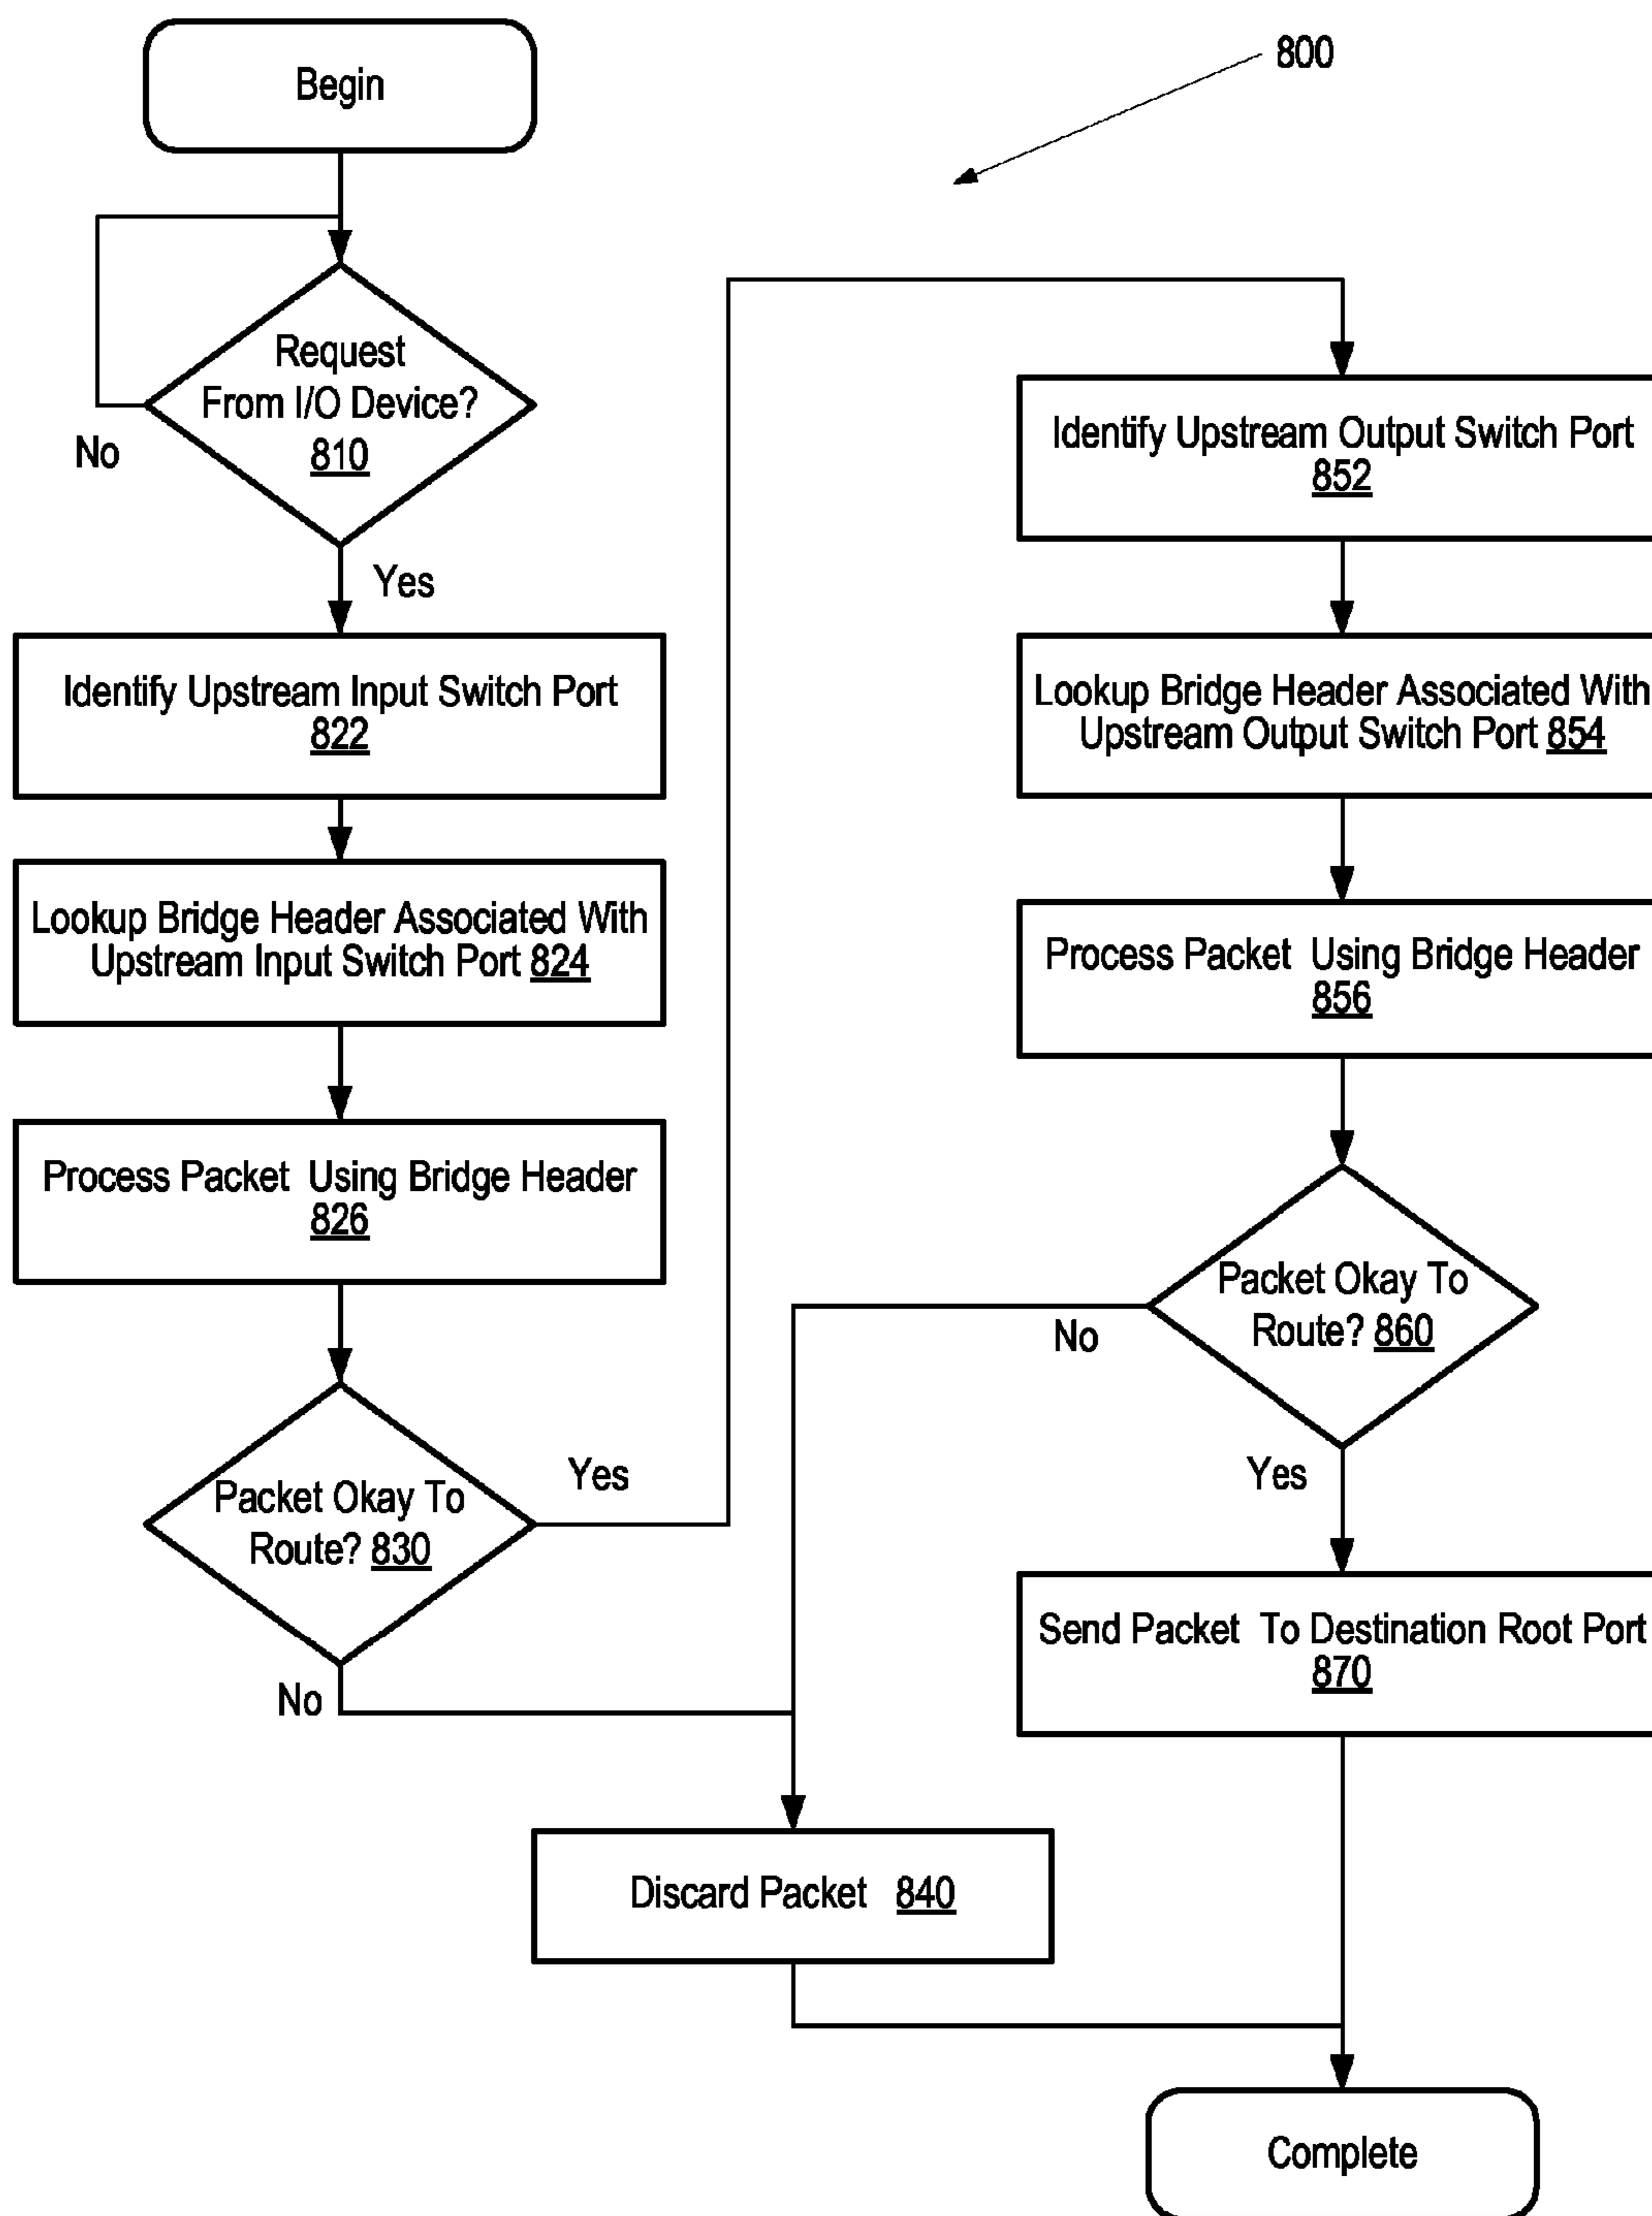 Begin
800
Request
From I/O Device?
810
No
Yes
Identify Upstream Input Switch Port
822
Lookup Bridge Header Associated With
Upstream Input Switch Port 824
Process Packet Using Bridge Header
826
Packet Okay To
Route? 830
Yes
No
Discard Packet 840
Identify Upstream Output Switch Port
852
Lookup Bridge Header Associated With
Upstream Output Switch Port 854
Process Packet Using Bridge Header
856
Packet Okay To
Route? 860
No
Yes
Send Packet To Destination Root Port
870
Complete